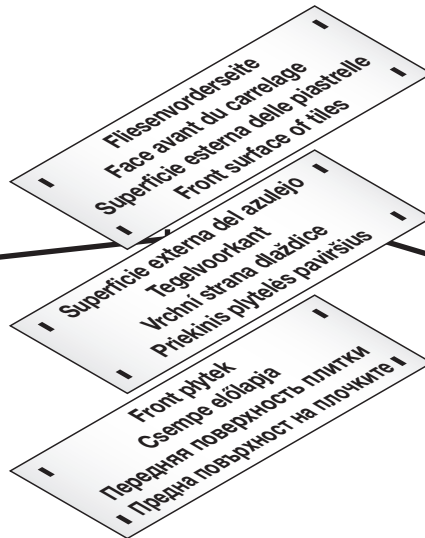 Fliesenvorderseite
Face avant du carrelage
Superficie esterna delle piastrelle
Front surface of tiles
Superficie externa del azulejo
Tegelvoorkant
Vrchní strana dlaždice
Priekinis plytelės paviršius
Front płytek
Csempe előlapja
Передняя поверхность плитки
Предна повърхност на плочките